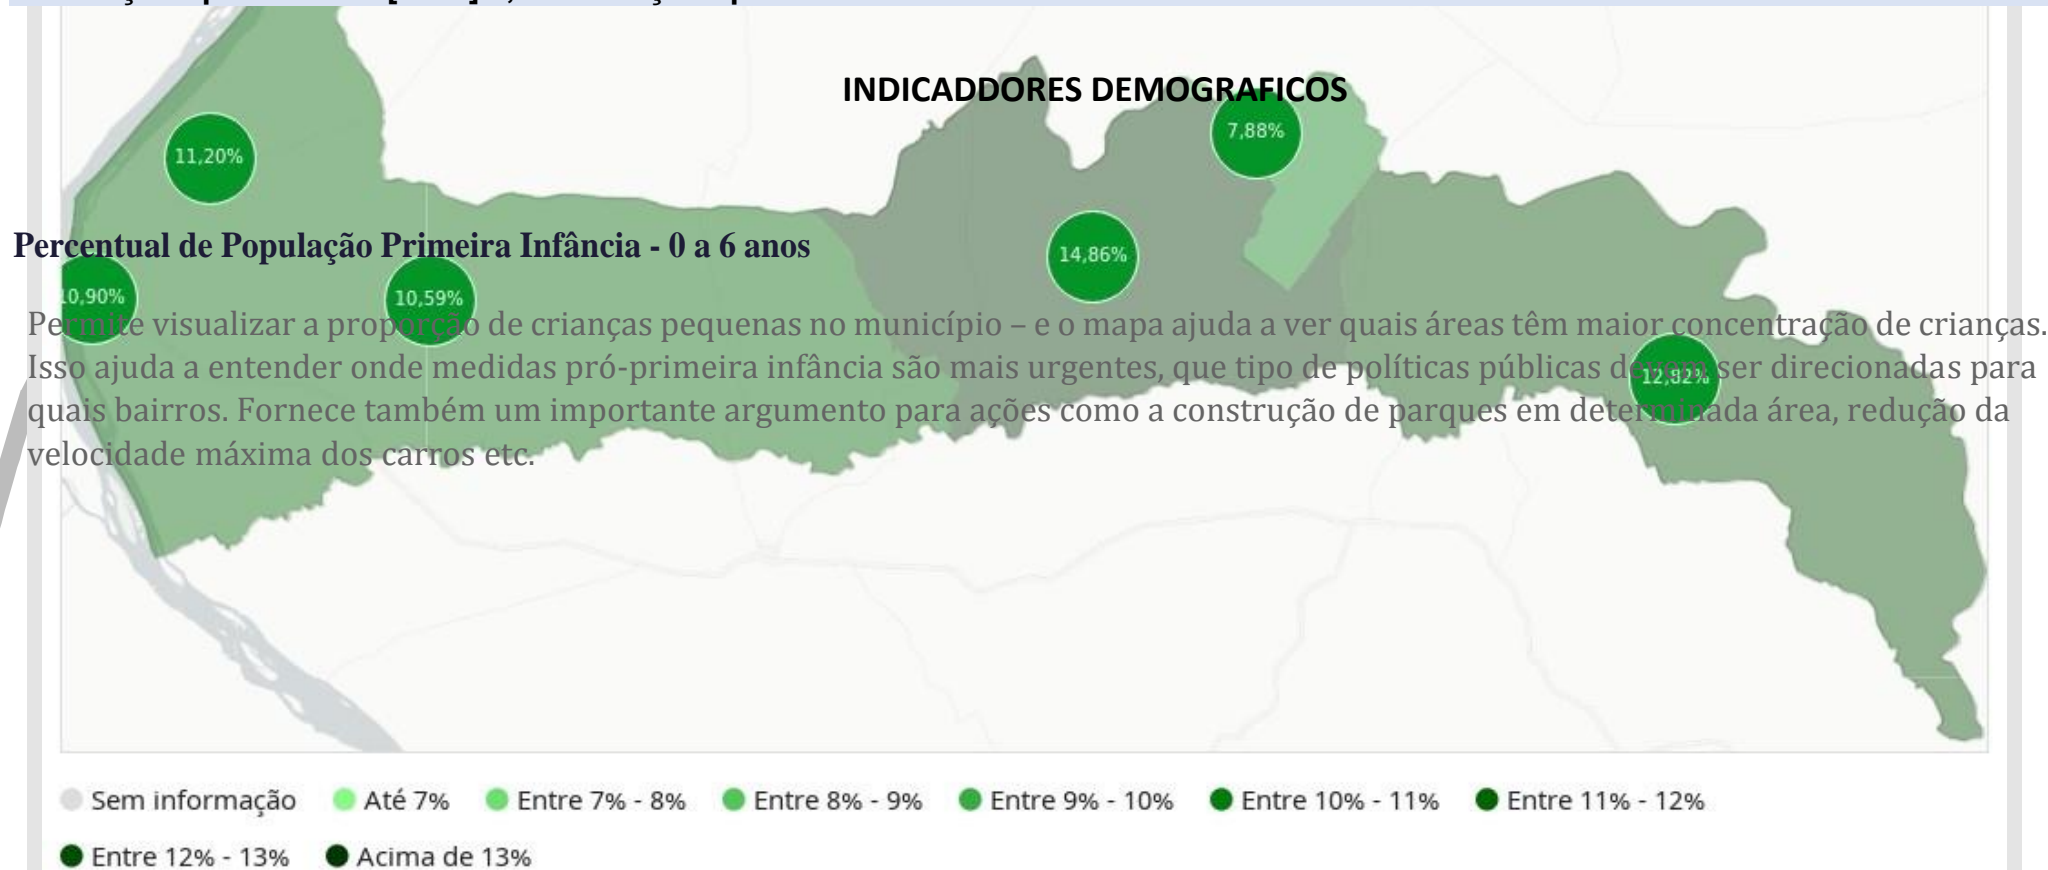 INDICADDORES DEMOGRAFICOS
7,88%
11,20%
Percentual de População Primeira Infância - 0 a 6 anos
14,86%
10,90%
10,59%
Permite visualizar a proporção de crianças pequenas no município – e o mapa ajuda a ver quais áreas têm maior concentração de crianças.
Isso ajuda a entender onde medidas pró-primeira infância são mais urgentes, que tipo de políticas públicas devem ser direcionadas para
12,82%
quais bairros. Fornece também um importante argumento para ações como a construção de parques em determinada área, redução da
velocidade máxima dos carros etc.
Sem informação Até 7% Entre 7% - 8% Entre 8% - 9% Entre 9% - 10% Entre 10% - 11% Entre 11% - 12%
Entre 12% - 13% Acima de 13%